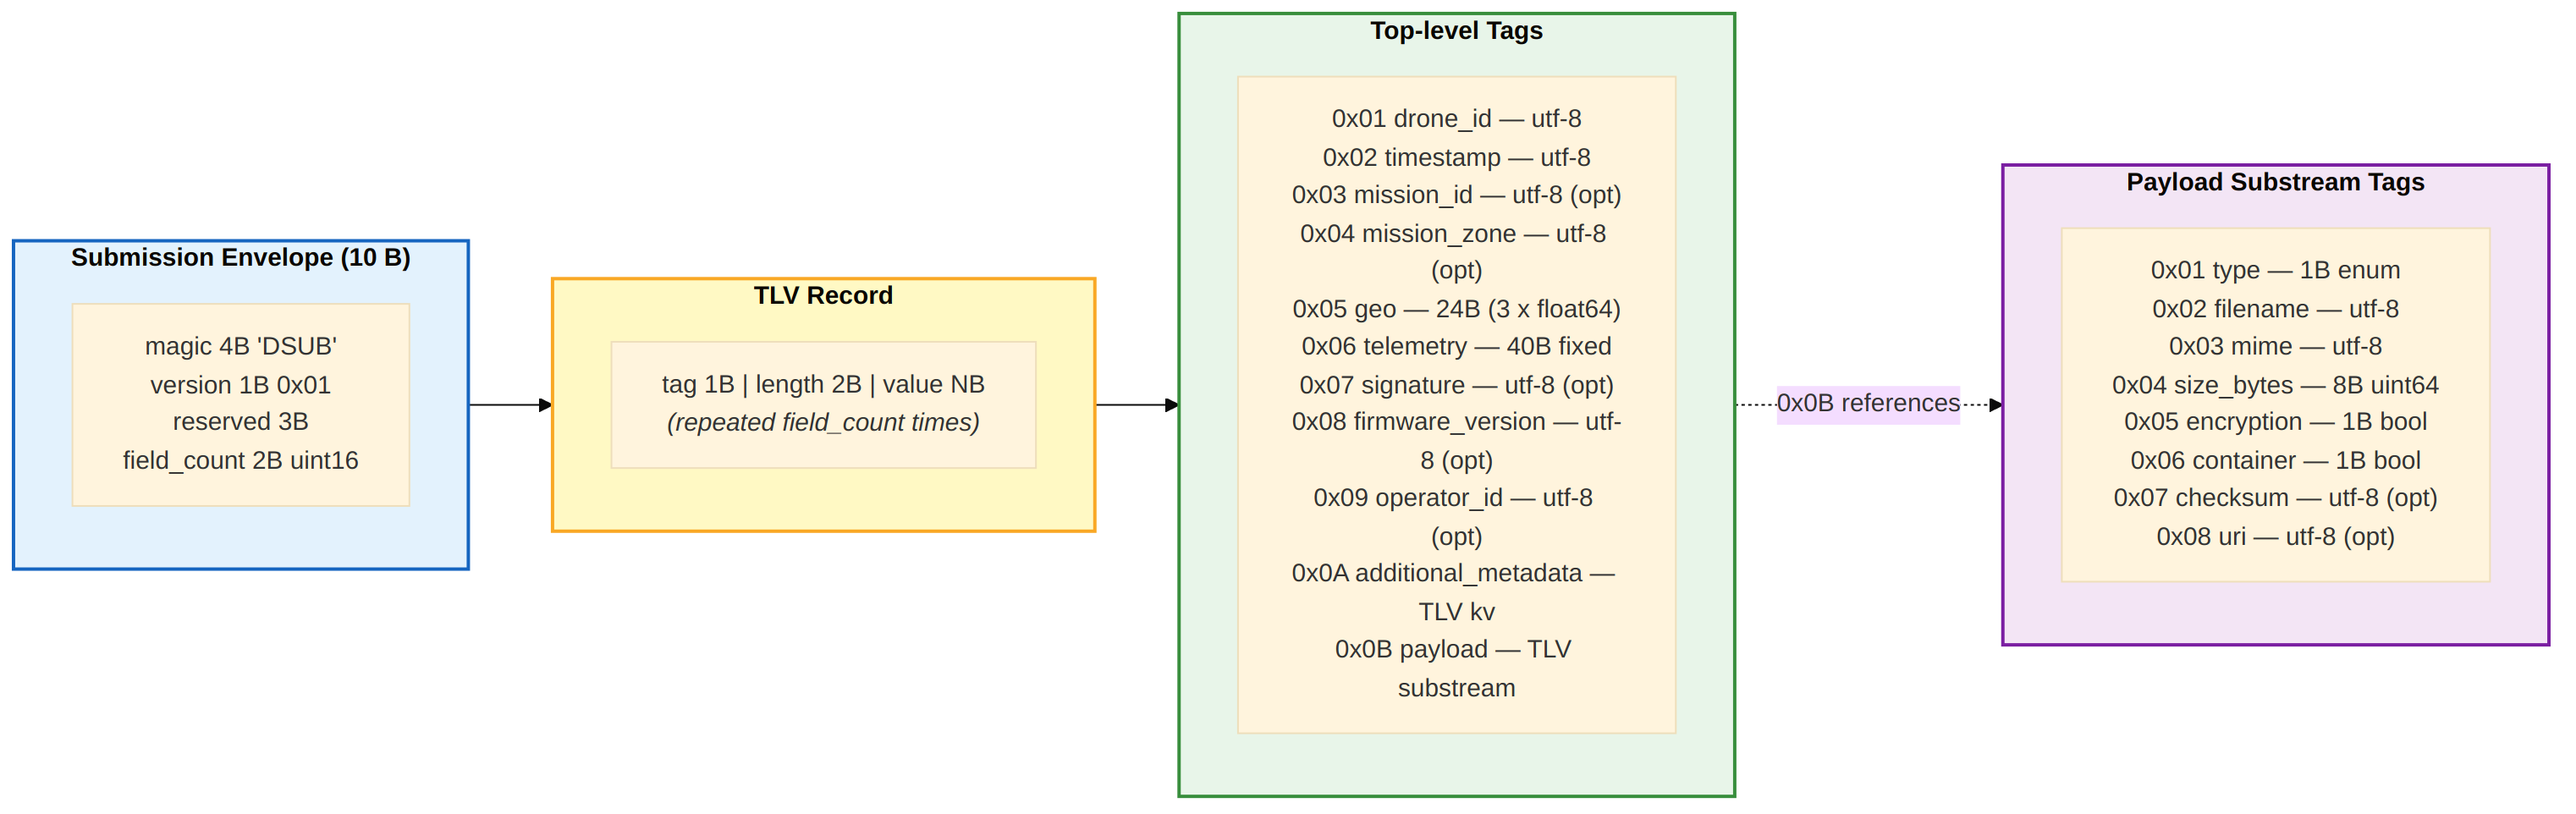 Submission Envelope (10 B)
magic 4B 'DSUB'
version 1B 0x01
reserved 3B
field_count 2B uint16
TLV Record
tag 1B | length 2B | value NB
(repeated field_count times)
Top-level Tags
0x01 drone_id — utf-8
0x02 timestamp — utf-8
0x03 mission_id — utf-8 (opt)
0x04 mission_zone — utf-8
(opt)
0x05 geo — 24B (3 x float64)
0x06 telemetry — 40B fixed
0x07 signature — utf-8 (opt)
0x08 firmware_version — utf-
8 (opt)
0x09 operator_id — utf-8
(opt)
0x0A additional_metadata —
TLV kv
0x0B payload — TLV
substream
0x0B references
Payload Substream Tags
0x01 type — 1B enum
0x02 filename — utf-8
0x03 mime — utf-8
0x04 size_bytes — 8B uint64
0x05 encryption — 1B bool
0x06 container — 1B bool
0x07 checksum — utf-8 (opt)
0x08 uri — utf-8 (opt)